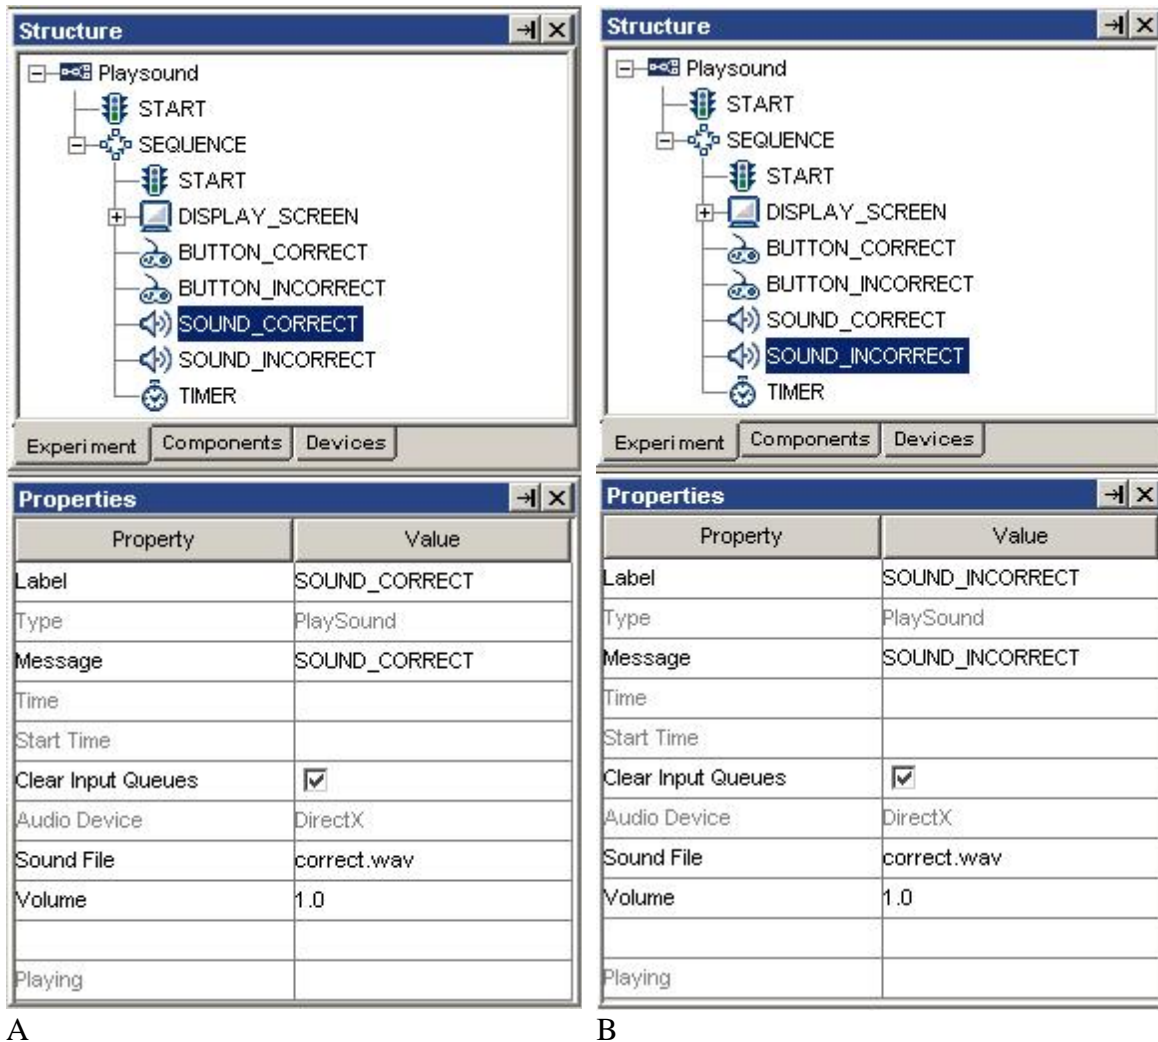 Structure
Playsound
START
SEQUENCE
START
DISPLAY_SCREEN
BUTTON_CORRECT
BUTTON_INCORRECT
SOUND_CORRECT
SOUND_INCORRECT
TIMER
Experiment Components Devices
Properties
Property Value
Label SOUND_CORRECT
Type PlaySound
Message SOUND_CORRECT
Time
Start Time
Clear Input Queues
Audio Device DirectX
Sound File correct.wav
Volume 1.0
Playing
A
Structure
Playsound
START
SEQUENCE
START
DISPLAY_SCREEN
BUTTON_CORRECT
BUTTON_INCORRECT
SOUND_CORRECT
SOUND_INCORRECT
TIMER
Experiment Components Devices
Properties
Property Value
Label SOUND_INCORRECT
Type PlaySound
Message SOUND_INCORRECT
Time
Start Time
Clear Input Queues
Audio Device DirectX
Sound File correct.wav
Volume 1.0
Playing
B